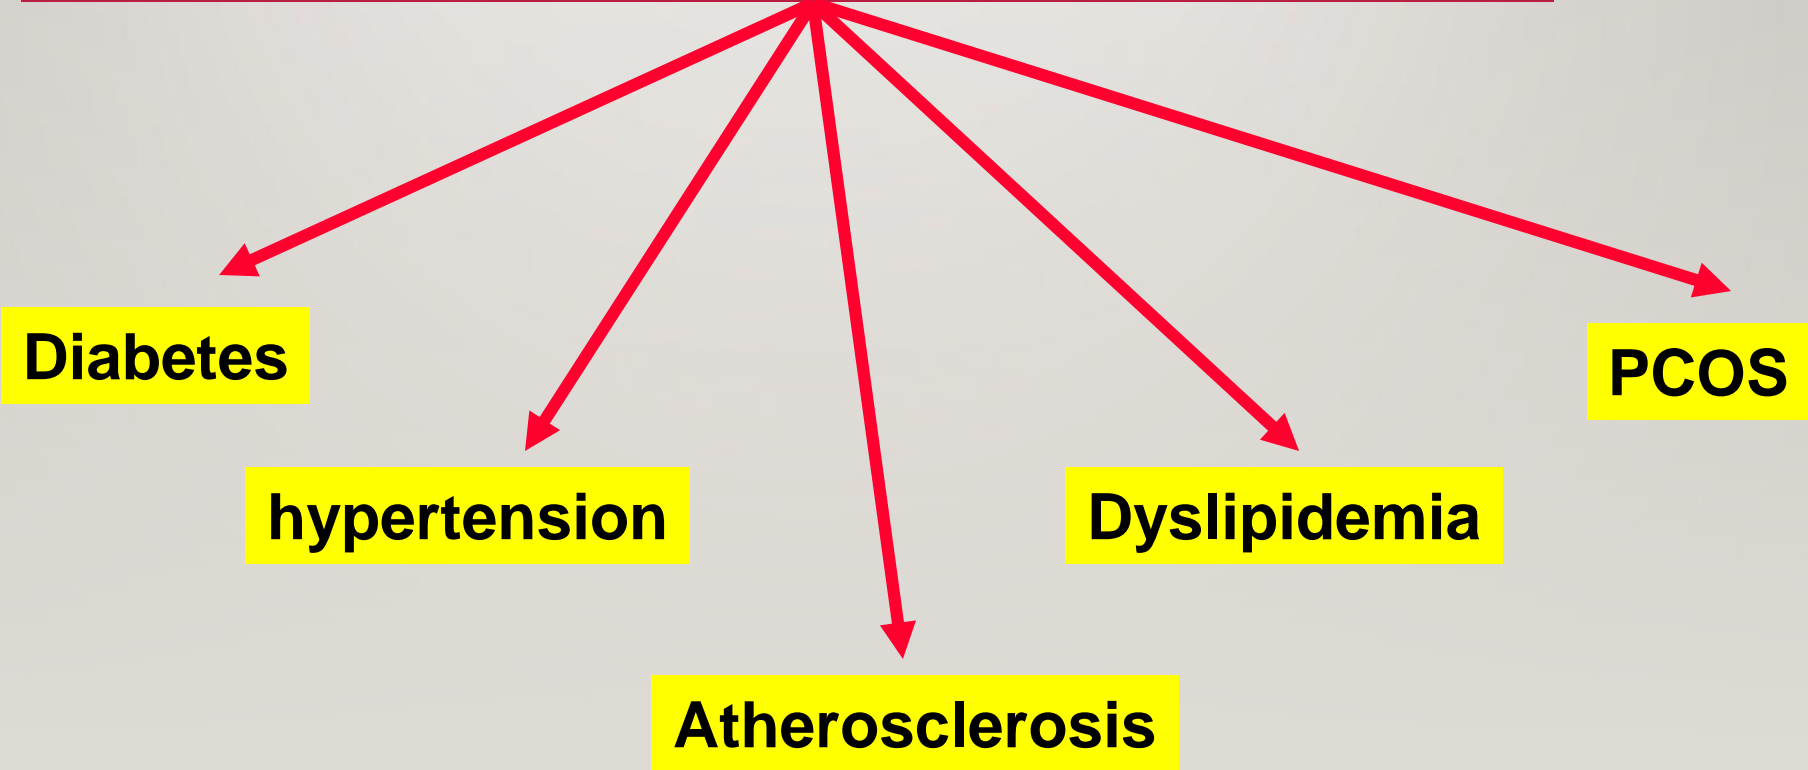 Diabetes
PCOS
hypertension
Dyslipidemia
Atherosclerosis